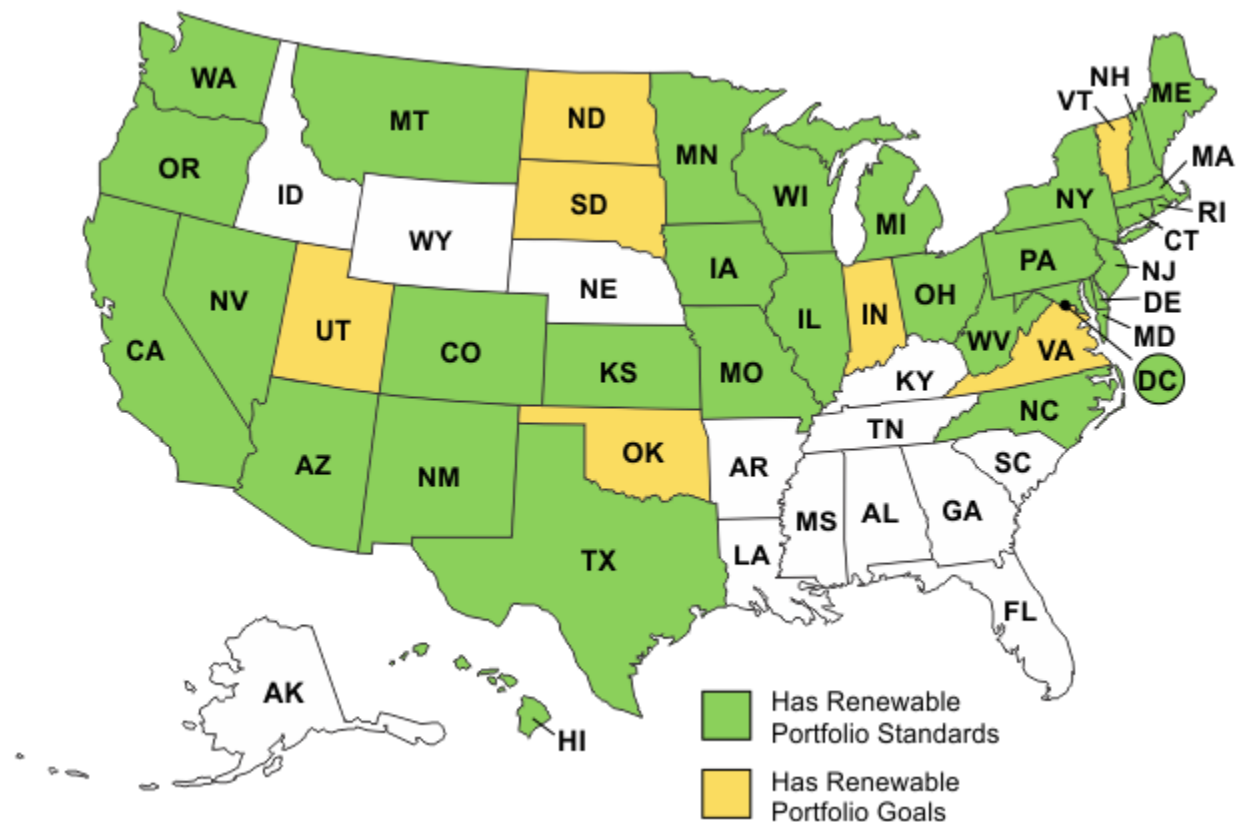 WA
MT
ND
MN
VT
NH
ME
OR
ID
SD
WI
MI
NY
MA
RI
CT
WY
NE
IA
PA
NJ
DE
MD
DC
NV
UT
CO
KS
MO
IL
IN
OH
WV
VA
KY
CA
AZ
NM
OK
AR
TN
NC
SC
TX
LA
MS
AL
GA
FL
AK
HI
Has Renewable
Portfolio Standards
Has Renewable
Portfolio Goals